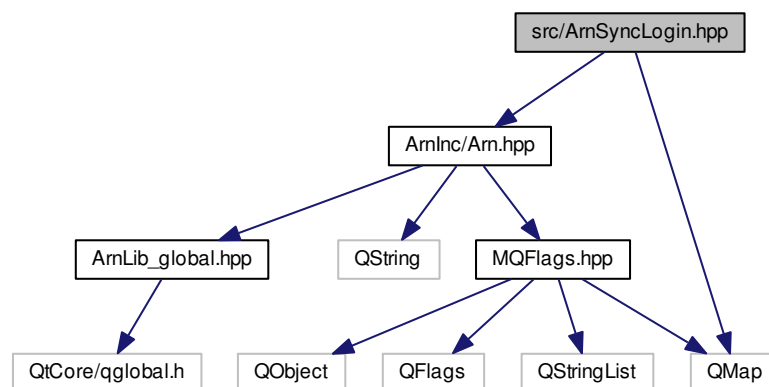 src/ArnSyncLogin.hpp
ArnInc/Arn.hpp
ArnLib_global.hpp
QString
MQFlags.hpp
QtCore/qglobal.h
QObject
QFlags
QStringList
QMap